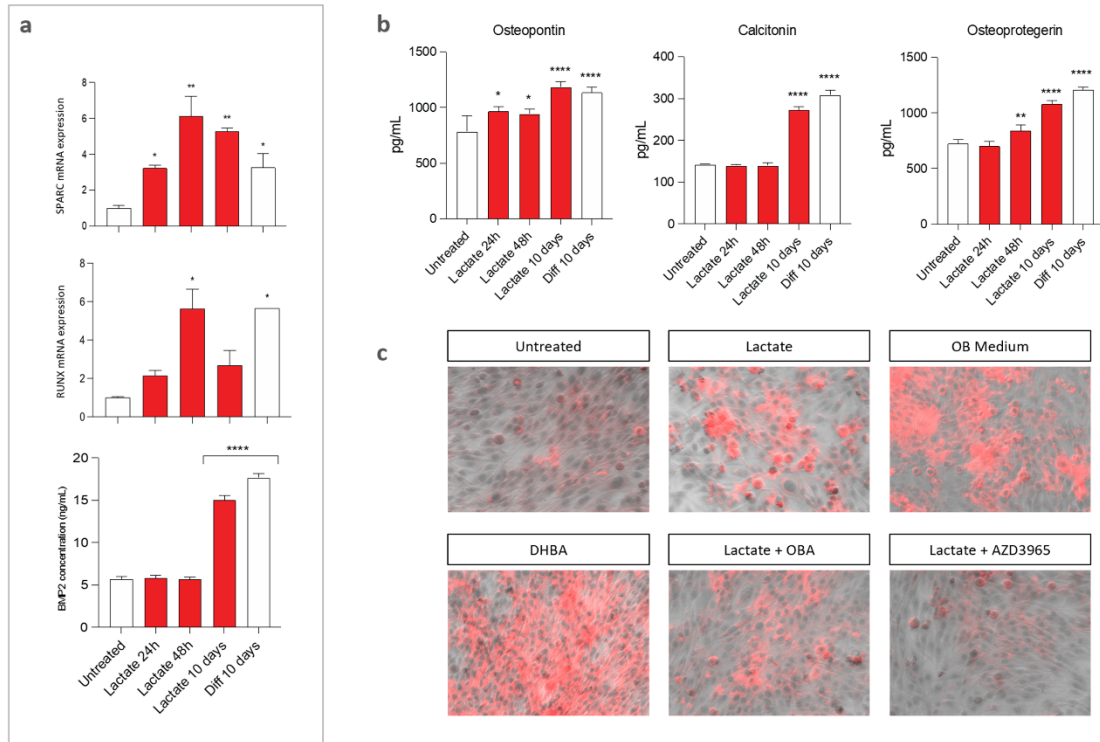 a
SPARC mRNA expression
8
6
4
2
0
*
**
**
*
RUNX mRNA expression
8
6
4
2
0
*
*
BMP2 concentration (ng/mL)
20
15
10
5
0
****
Untreated
Lactate 24h
Lactate 48h
Lactate 10 days
Diff 10 days
b
Osteopontin
pg/mL
1500
1000
500
0
*
*
****
****
Untreated
Lactate 24h
Lactate 48h
Lactate 10 days
Diff 10 days
Calcitonin
pg/mL
400
300
200
100
0
****
****
Untreated
Lactate 24h
Lactate 48h
Lactate 10 days
Diff 10 days
Osteoprotegerin
pg/mL
1500
1000
500
0
**
****
****
Untreated
Lactate 24h
Lactate 48h
Lactate 10 days
Diff 10 days
c
Untreated
Lactate
OB Medium
DHBA
Lactate + OBA
Lactate + AZD3965